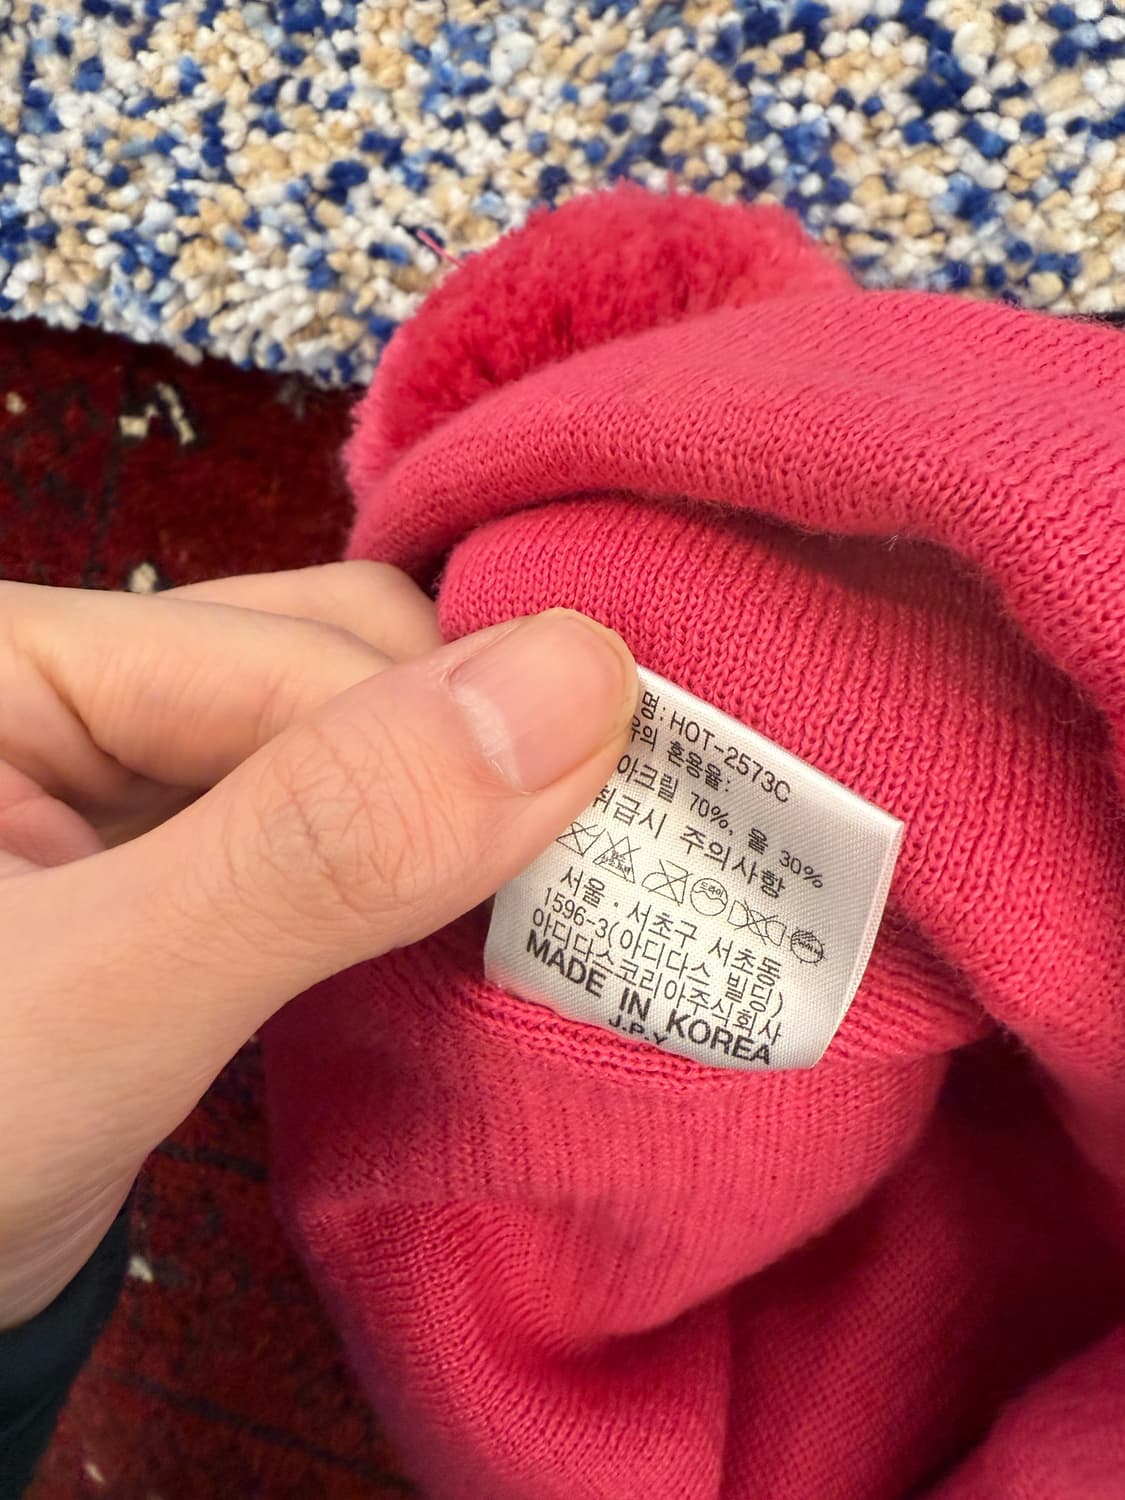 명: HOT-2573C
의 혼용율:
아크릴 70%, 울 30%
취급시 주의사항
드라이
서울 . 서초구 서초동
1596-3(아디다스 빌딩)
아디다스코리아주식회사
MADE IN KOREA
J.P.Y